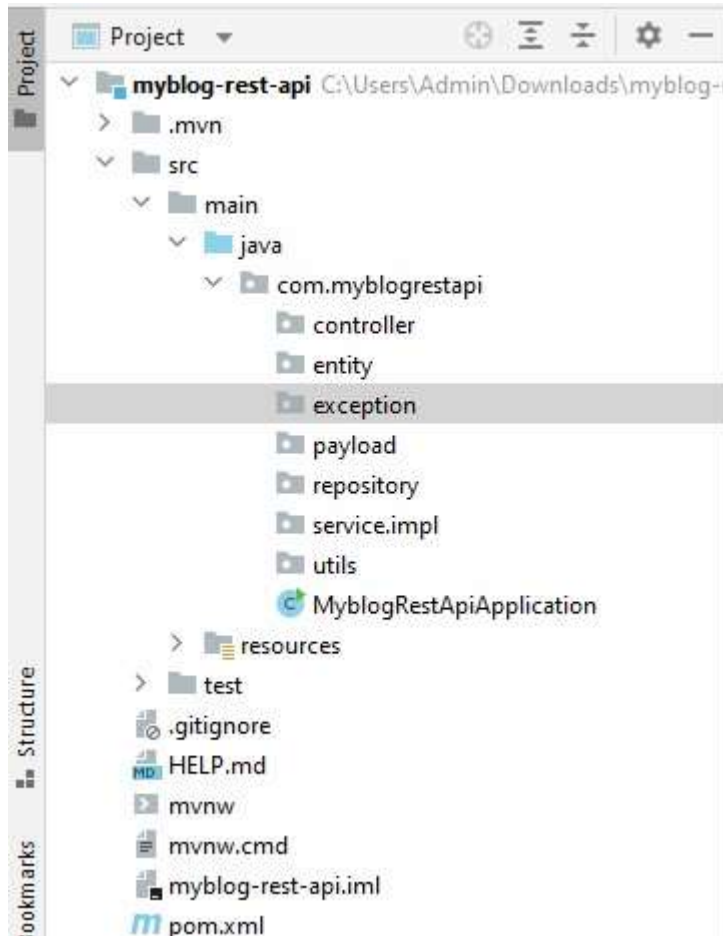 Project
Project
myblog-rest-api C:\Users\Admin\Downloads\myblog-
.mvn
src
main
java
com.myblogrestapi
controller
entity
exception
payload
repository
service.impl
utils
MyblogRestApiApplication
resources
test
.gitignore
MD HELP.md
mvnw
mvnw.cmd
myblog-rest-api.iml
m pom.xml
Structure
ookmarks